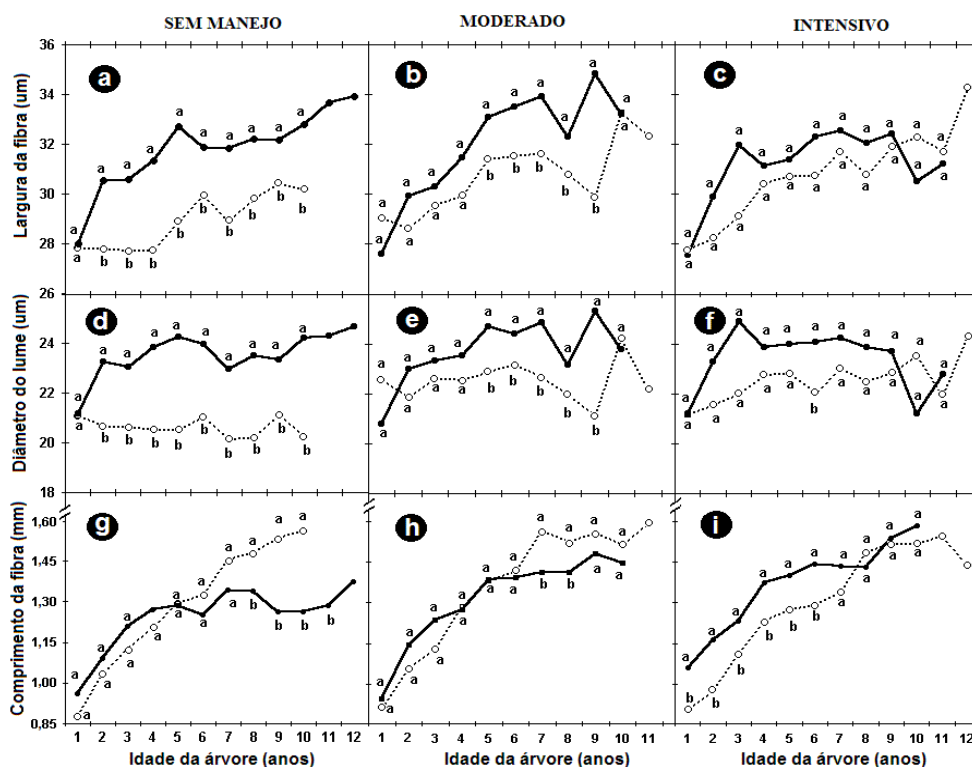 SEM MANEJO MODERADO INTENSIVO
36
34
32
30
28
26
Largura da fibra (um)
a b c
a a a a a a a a a a
a b b b b b b b b b
a a a a a a a a a a
a a a a b b b b b a
a a a a a a a a a a a
a a a a a a a a a a a
24
22
20
18
Diâmetro do lume (um)
d e f
a a a a a a a a a a
a b b b b b b b b b
a a a a a a a a a a
a a a a b b b b b a
a a a a a a a a a a a
a a a a a b a a a a a
1,60
1,45
1,30
1,15
1,00
0,85
Comprimento da fibra (mm)
g h i
a a a a a a a a a a
a a a a a a a a b b b
a a a a a a a a a a
a a a a a a b b a a
a a a a a a a a a a
b b b b b b b a a a
1 2 3 4 5 6 7 8 9 10 11 12 1 2 3 4 5 6 7 8 9 10 11 1 2 3 4 5 6 7 8 9 10 11 12
Idade da árvore (anos) Idade da árvore (anos) Idade da árvore (anos)